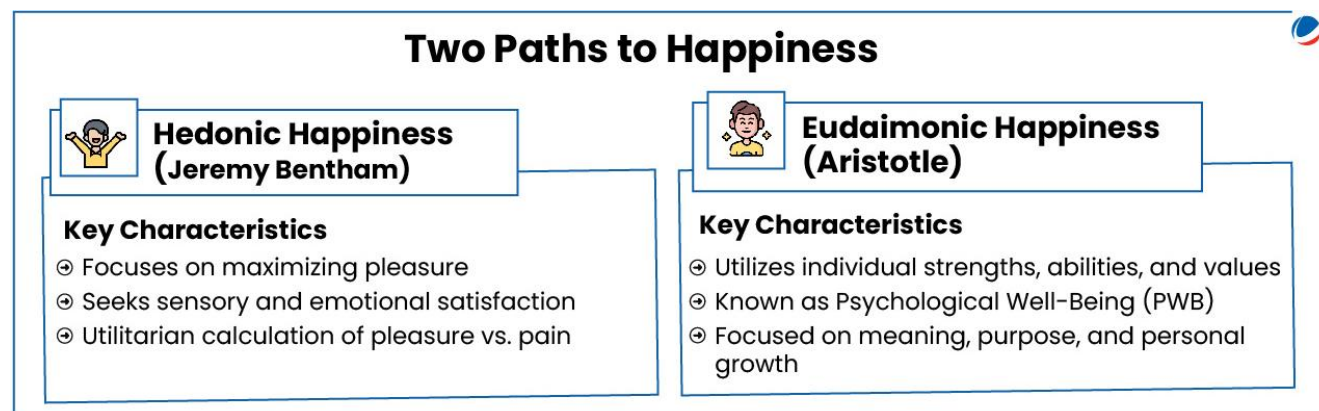 Two Paths to Happiness
Hedonic Happiness
(Jeremy Bentham)
Key Characteristics
Focuses on maximizing pleasure
Seeks sensory and emotional satisfaction
Utilitarian calculation of pleasure vs. pain
Eudaimonic Happiness
(Aristotle)
Key Characteristics
Utilizes individual strengths, abilities, and values
Known as Psychological Well-Being (PWB)
Focused on meaning, purpose, and personal
growth